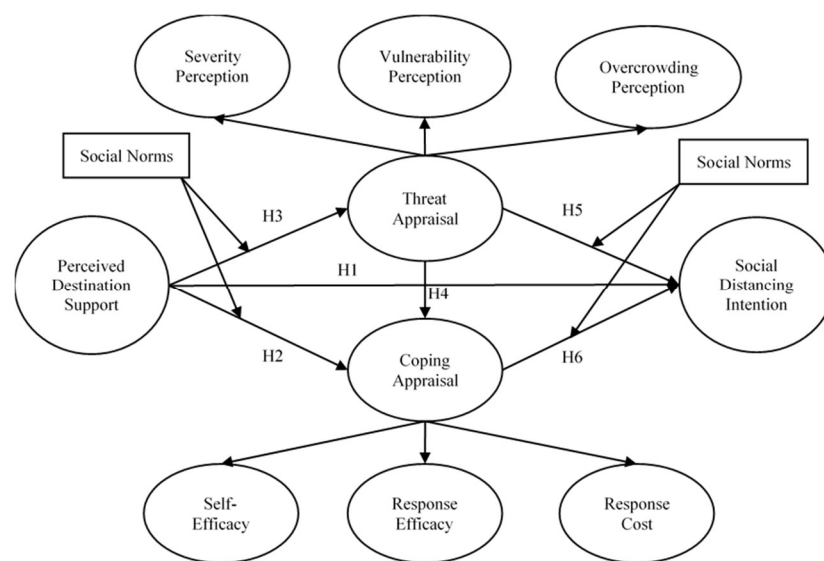 Severity
Perception
Vulnerability
Perception
Overcrowding
Perception
Social Norms
Social Norms
H3
Threat
Appraisal
H5
Perceived
Destination
Support
H1
H4
Social
Distancing
Intention
H2
Coping
Appraisal
H6
Self-
Efficacy
Response
Efficacy
Response
Cost